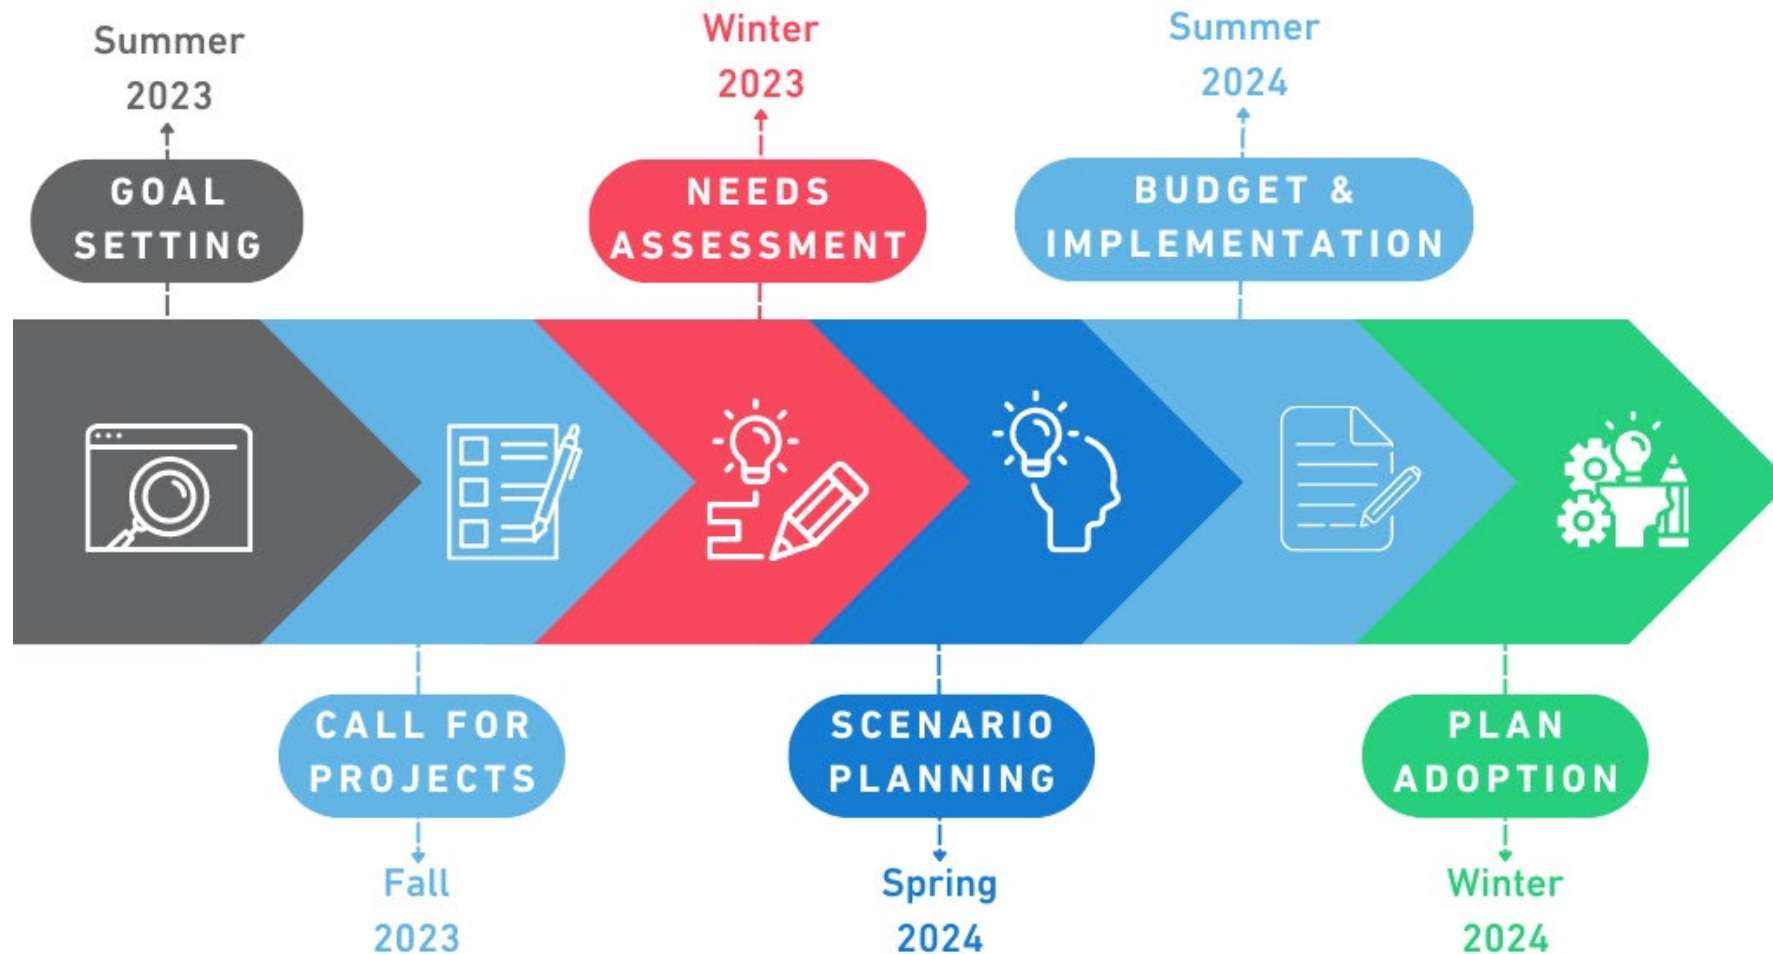 Summer
2023
GOAL
SETTING
CALL FOR
PROJECTS
Fall
2023
Winter
2023
NEEDS
ASSESSMENT
SCENARIO
PLANNING
Spring
2024
Summer
2024
BUDGET &
IMPLEMENTATION
PLAN
ADOPTION
Winter
2024